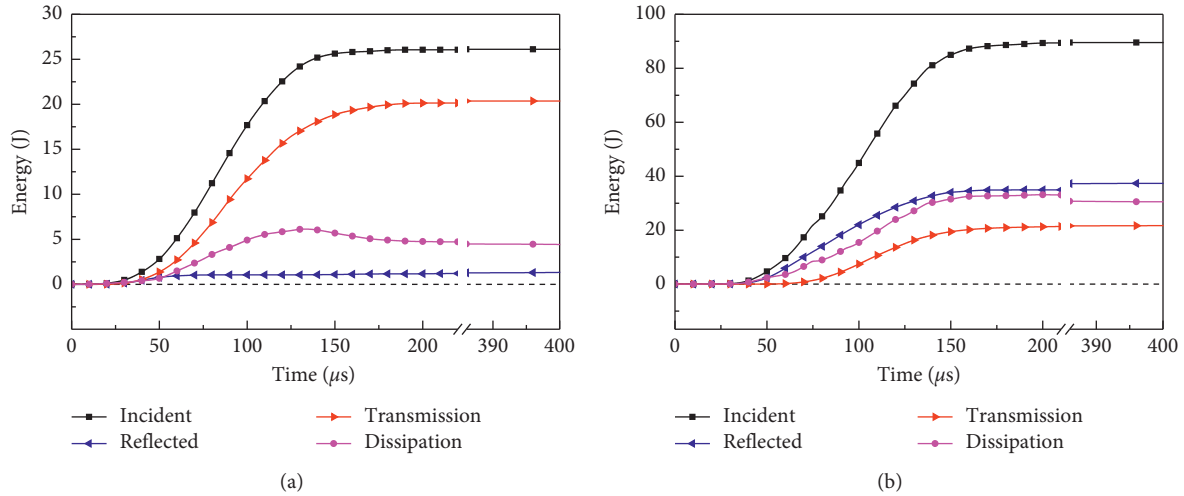 30
25
20
15
10
5
0
Energy (J)
0 50 100 150 200 390 400
Time (μs)
Incident
Transmission
Reflected
Dissipation
(a)
100
80
60
40
20
0
Energy (J)
0 50 100 150 200 390 400
Time (μs)
Incident
Transmission
Reflected
Dissipation
(b)